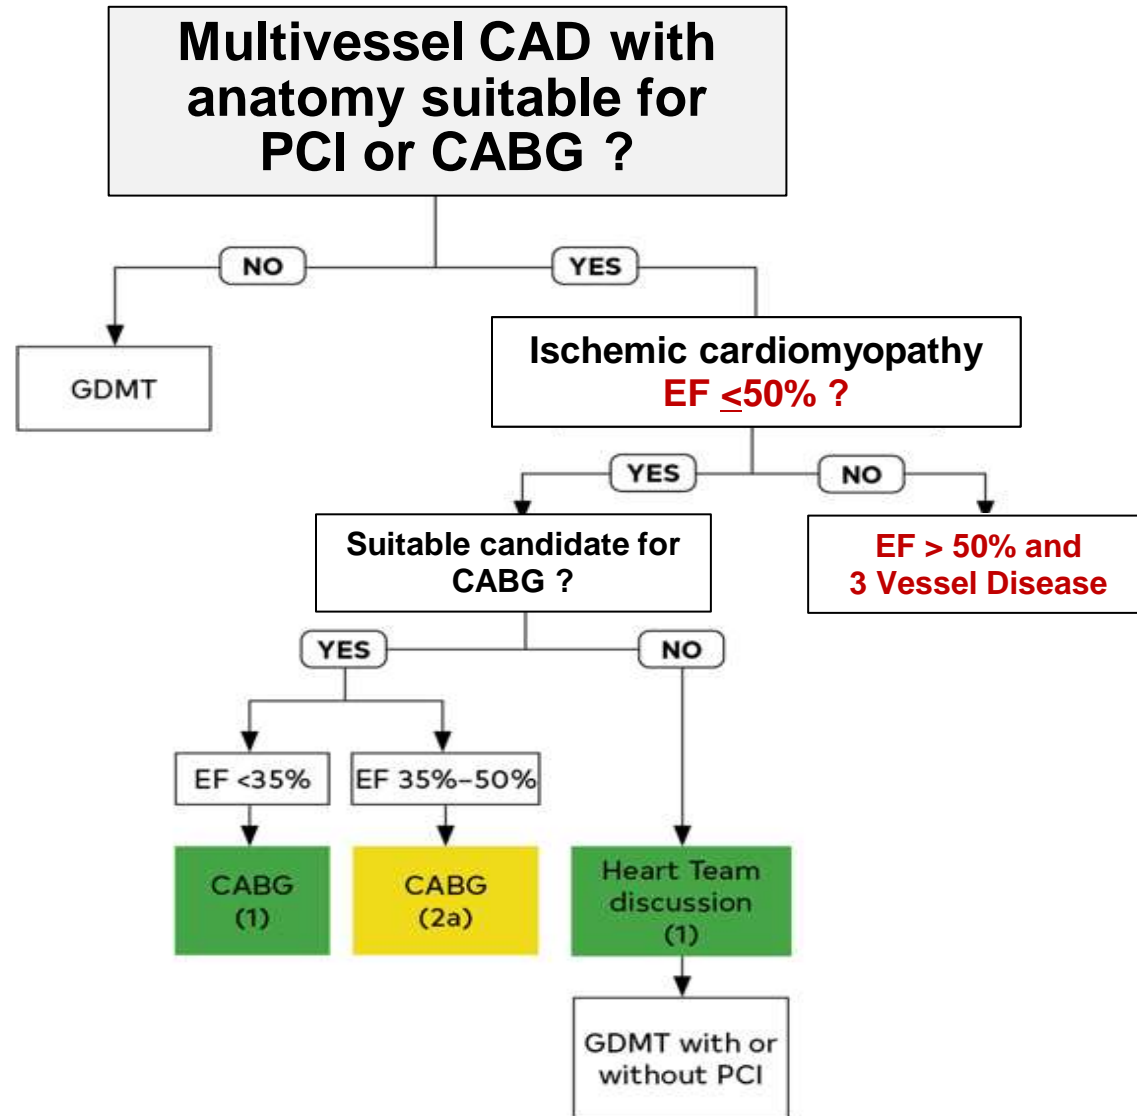 Multivessel CAD with
anatomy suitable for
PCI or CABG ?
NO
YES
GDMT
Ischemic cardiomyopathy
EF ≤50% ?
YES
NO
Suitable candidate for
CABG ?
EF > 50% and
3 Vessel Disease
YES
NO
EF <35%
EF 35%–50%
CABG
(1)
CABG
(2a)
Heart Team
discussion
(1)
GDMT with or
without PCI